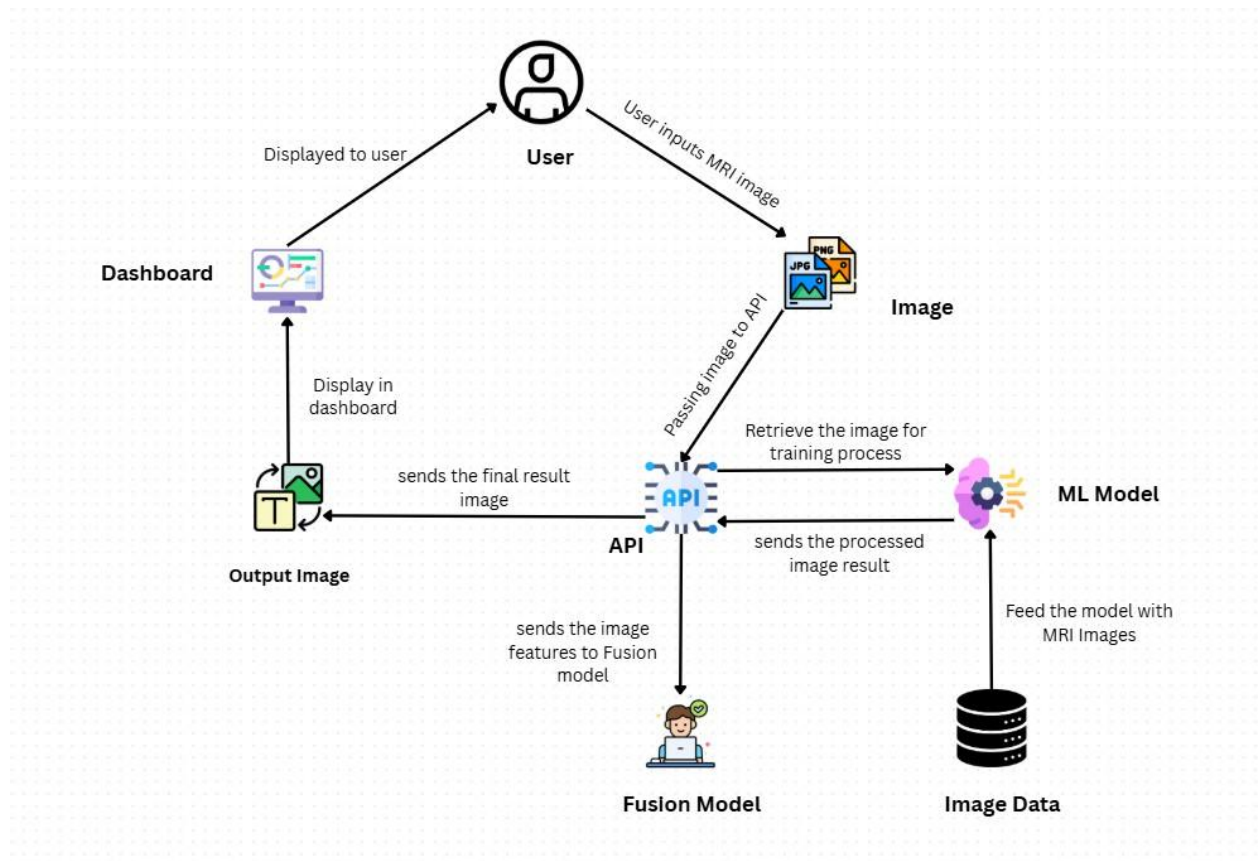 User
User inputs MRI image
Displayed to user
Dashboard
PNG
JPG
Image
Passing image to API
Display in
dashboard
Retrieve the image for
training process
sends the final result
image
API
ML Model
T
API
sends the processed
image result
Output Image
Feed the model with
MRI Images
sends the image
features to Fusion
model
Fusion Model
Image Data